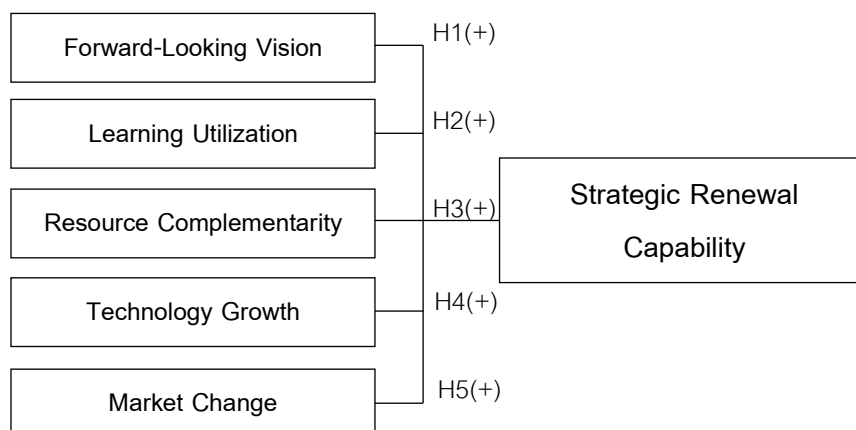 Forward-Looking Vision
H1(+)
Learning Utilization
H2(+)
Resource Complementarity
H3(+)
Strategic Renewal
Capability
Technology Growth
H4(+)
Market Change
H5(+)